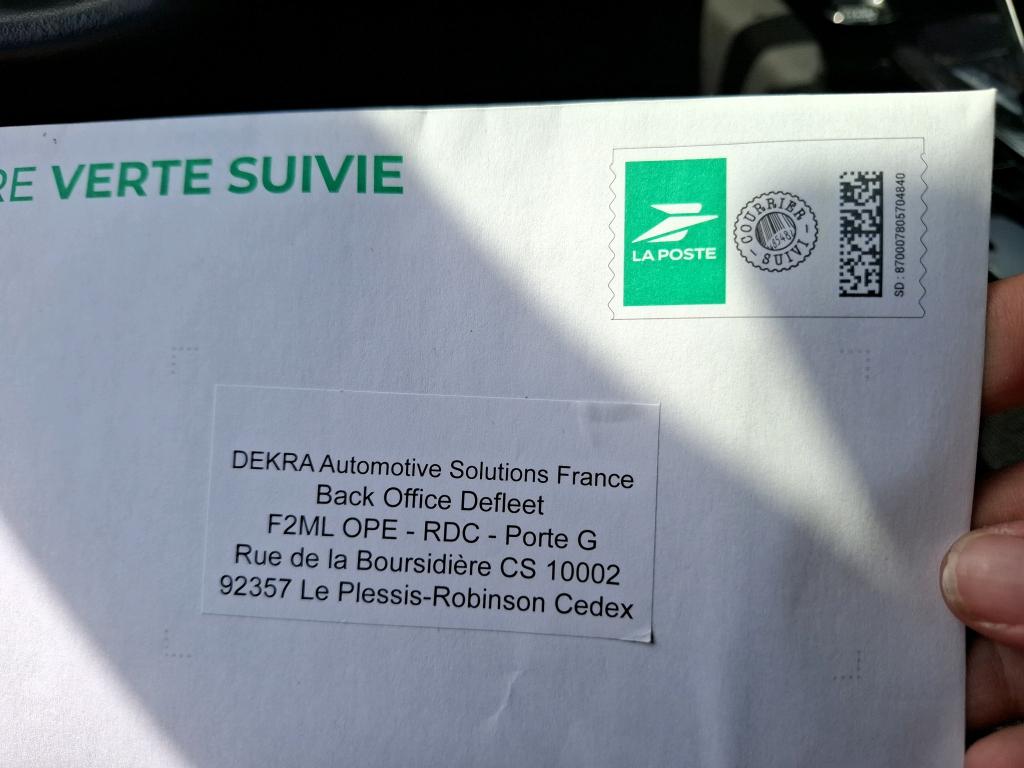 RE VERTE SUIVIE
LA POSTE
COURRIER
SUIVI
SD : 870007805704840
DEKRA Automotive Solutions France
Back Office Defleet
F2ML OPE - RDC - Porte G
Rue de la Boursidière CS 10002
92357 Le Plessis-Robinson Cedex